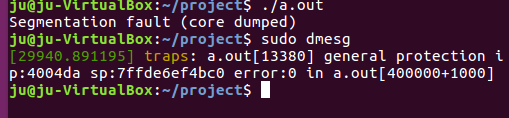 ju@ju-VirtualBox:~/project$ ./a.out
Segmentation fault (core dumped)
ju@ju-VirtualBox:~/project$ sudo dmesg
[29940.891195] traps: a.out[13380] general protection i
p:4004da sp:7ffde6ef4bc0 error:0 in a.out[400000+1000]
ju@ju-VirtualBox:~/project$